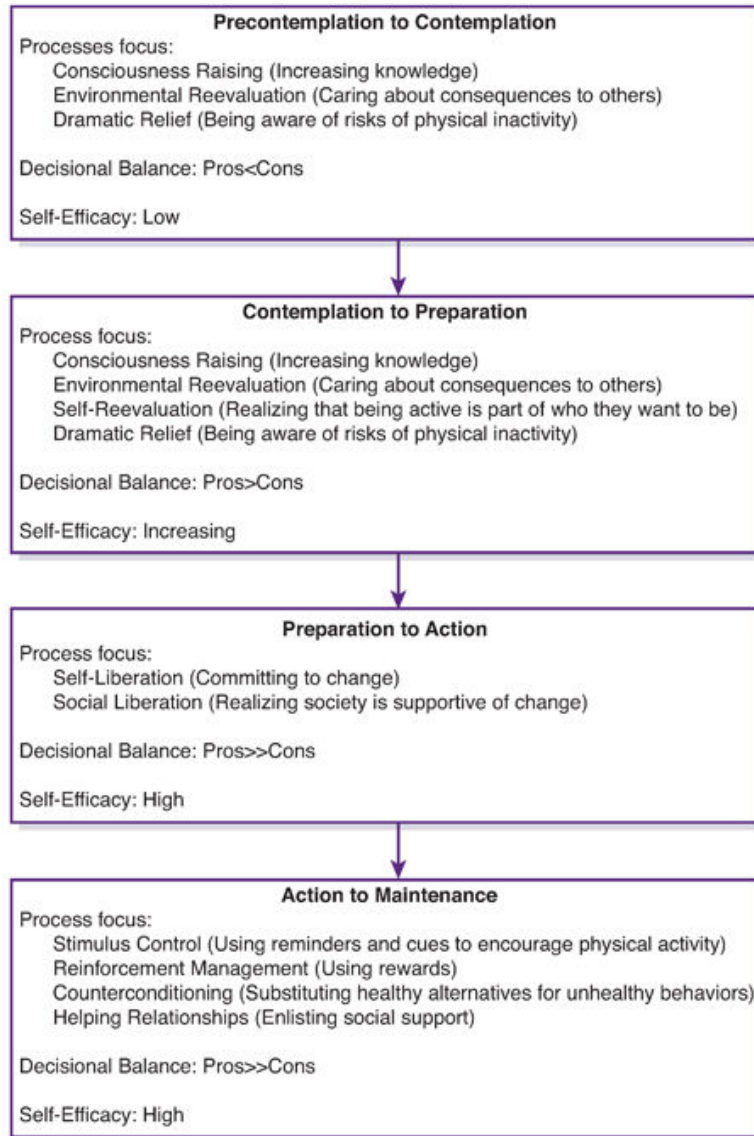 Precontemplation to Contemplation
Processes focus:
Consciousness Raising (Increasing knowledge)
Environmental Reevaluation (Caring about consequences to others)
Dramatic Relief (Being aware of risks of physical inactivity)
Decisional Balance: Pros<Cons
Self-Efficacy: Low
Contemplation to Preparation
Process focus:
Consciousness Raising (Increasing knowledge)
Environmental Reevaluation (Caring about consequences to others)
Self-Reevaluation (Realizing that being active is part of who they want to be)
Dramatic Relief (Being aware of risks of physical inactivity)
Decisional Balance: Pros>Cons
Self-Efficacy: Increasing
Preparation to Action
Process focus:
Self-Liberation (Committing to change)
Social Liberation (Realizing society is supportive of change)
Decisional Balance: Pros>>Cons
Self-Efficacy: High
Action to Maintenance
Process focus:
Stimulus Control (Using reminders and cues to encourage physical activity)
Reinforcement Management (Using rewards)
Counterconditioning (Substituting healthy alternatives for unhealthy behaviors)
Helping Relationships (Enlisting social support)
Decisional Balance: Pros>>Cons
Self-Efficacy: High